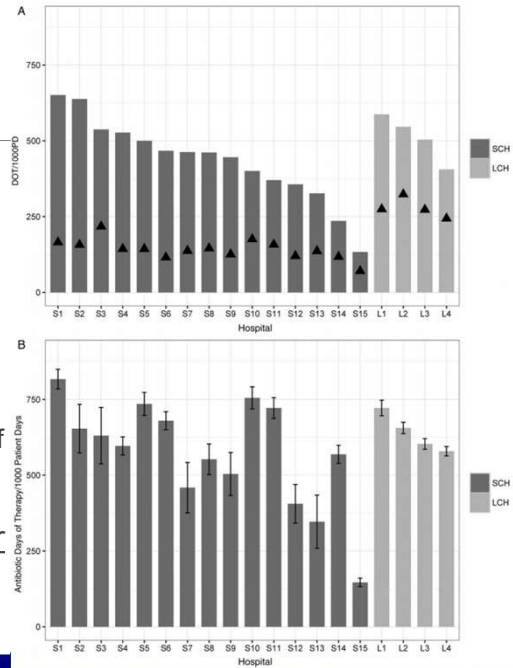 A
750
500
250
0
DOT/1000PD
S1 S2 S3 S4 S5 S6 S7 S8 S9 S10 S11 S12 S13 S14 S15 L1 L2 L3 L4
Hospital
SCH
LCH
B
750
500
250
0
Antibiotic Days of Therapy/1000 Patient Days
S1 S2 S3 S4 S5 S6 S7 S8 S9 S10 S11 S12 S13 S14 S15 L1 L2 L3 L4
Hospital
SCH
LCH